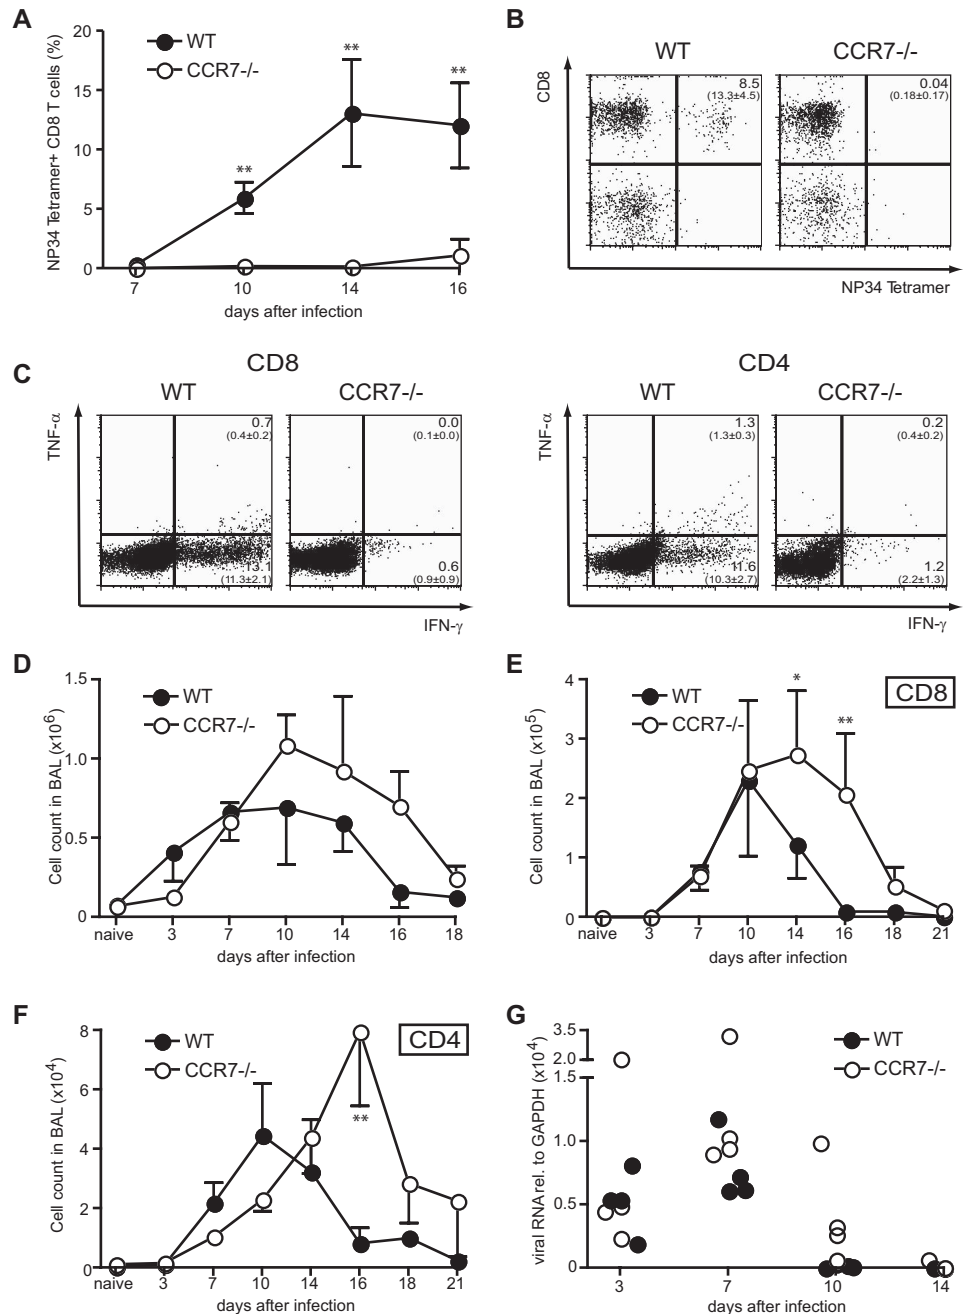 A
NP34 Tetramer+ CD8 T cells (%)
20
15
10
5
0
WT
CCR7-/-
**
**
**
7 10 14 16
days after infection
B
WT CCR7-/-
CD8
8.5
(13.3±4.5)
0.04
(0.18±0.17)
NP34 Tetramer
C
CD8
WT CCR7-/-
TNF-α
0.7
(0.4±0.2)
13.1
(11.3±2.1)
0.0
(0.1±0.0)
0.6
(0.9±0.9)
IFN-γ
CD4
WT CCR7-/-
TNF-α
1.3
(1.3±0.3)
11.6
(10.3±2.7)
0.2
(0.4±0.2)
1.2
(2.2±1.3)
IFN-γ
D
Cell count in BAL (x10⁶)
1.5
1.0
0.5
0
WT
CCR7-/-
naive 3 7 10 14 16 18
days after infection
E
Cell count in BAL (x10⁵)
4
3
2
1
0
WT
CCR7-/-
CD8
*
**
naive 3 7 10 14 16 18 21
days after infection
F
Cell count in BAL (x10⁴)
8
6
4
2
0
WT
CCR7-/-
CD4
**
naive 3 7 10 14 16 18 21
days after infection
G
viral RNA rel. to GAPDH (x10⁴)
3.5
2.0
1.5
1.0
0.5
0
WT
CCR7-/-
3 7 10 14
days after infection